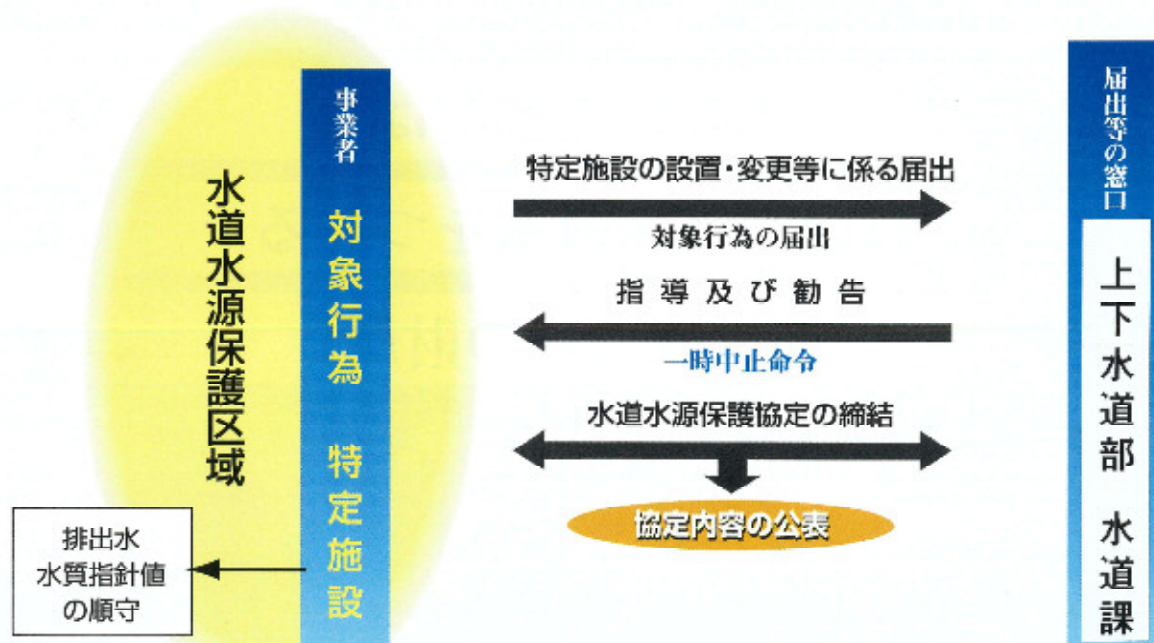 水道水源保護区域
事業者 対象行為 特定施設
排出水
水質指針値
の順守
特定施設の設置・変更等に係る届出
対象行為の届出
指導及び勧告
一時中止命令
水道水源保護協定の締結
協定内容の公表
届出等の窓口
上下水道部 水道課